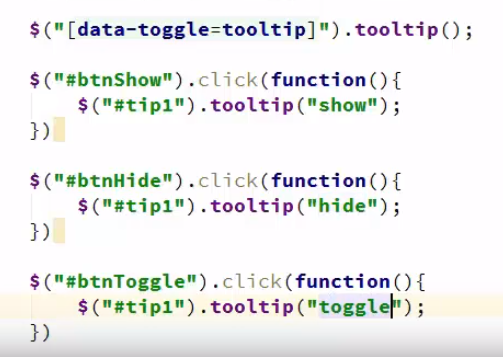 $("[data-toggle=tooltip]").tooltip();
$("#btnShow").click(function(){
$("#tip1").tooltip("show");
})
$("#btnHide").click(function(){
$("#tip1").tooltip("hide");
})
$("#btnToggle").click(function(){
$("#tip1").tooltip("toggle");
})